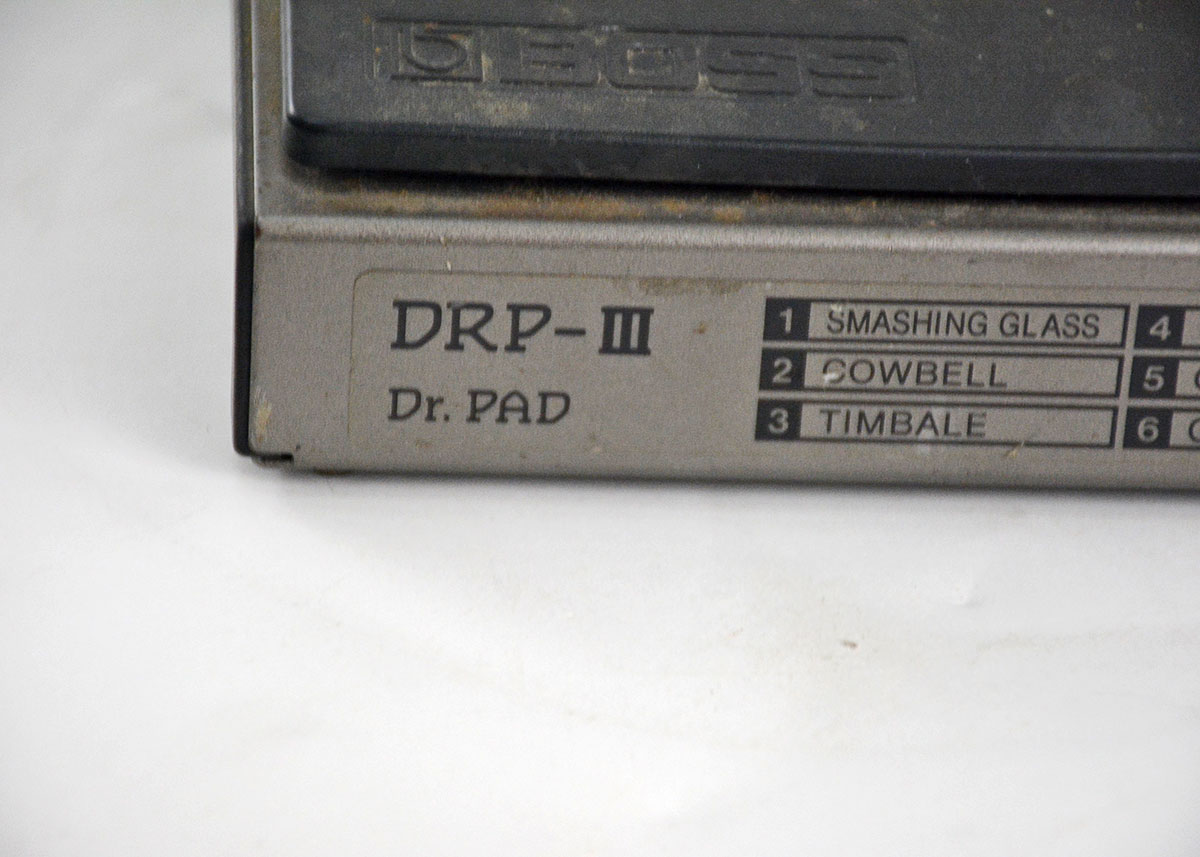 BOSS
DRP-III
Dr. PAD
1 SMASHING GLASS
2 COWBELL
3 TIMBALE
4
5
6